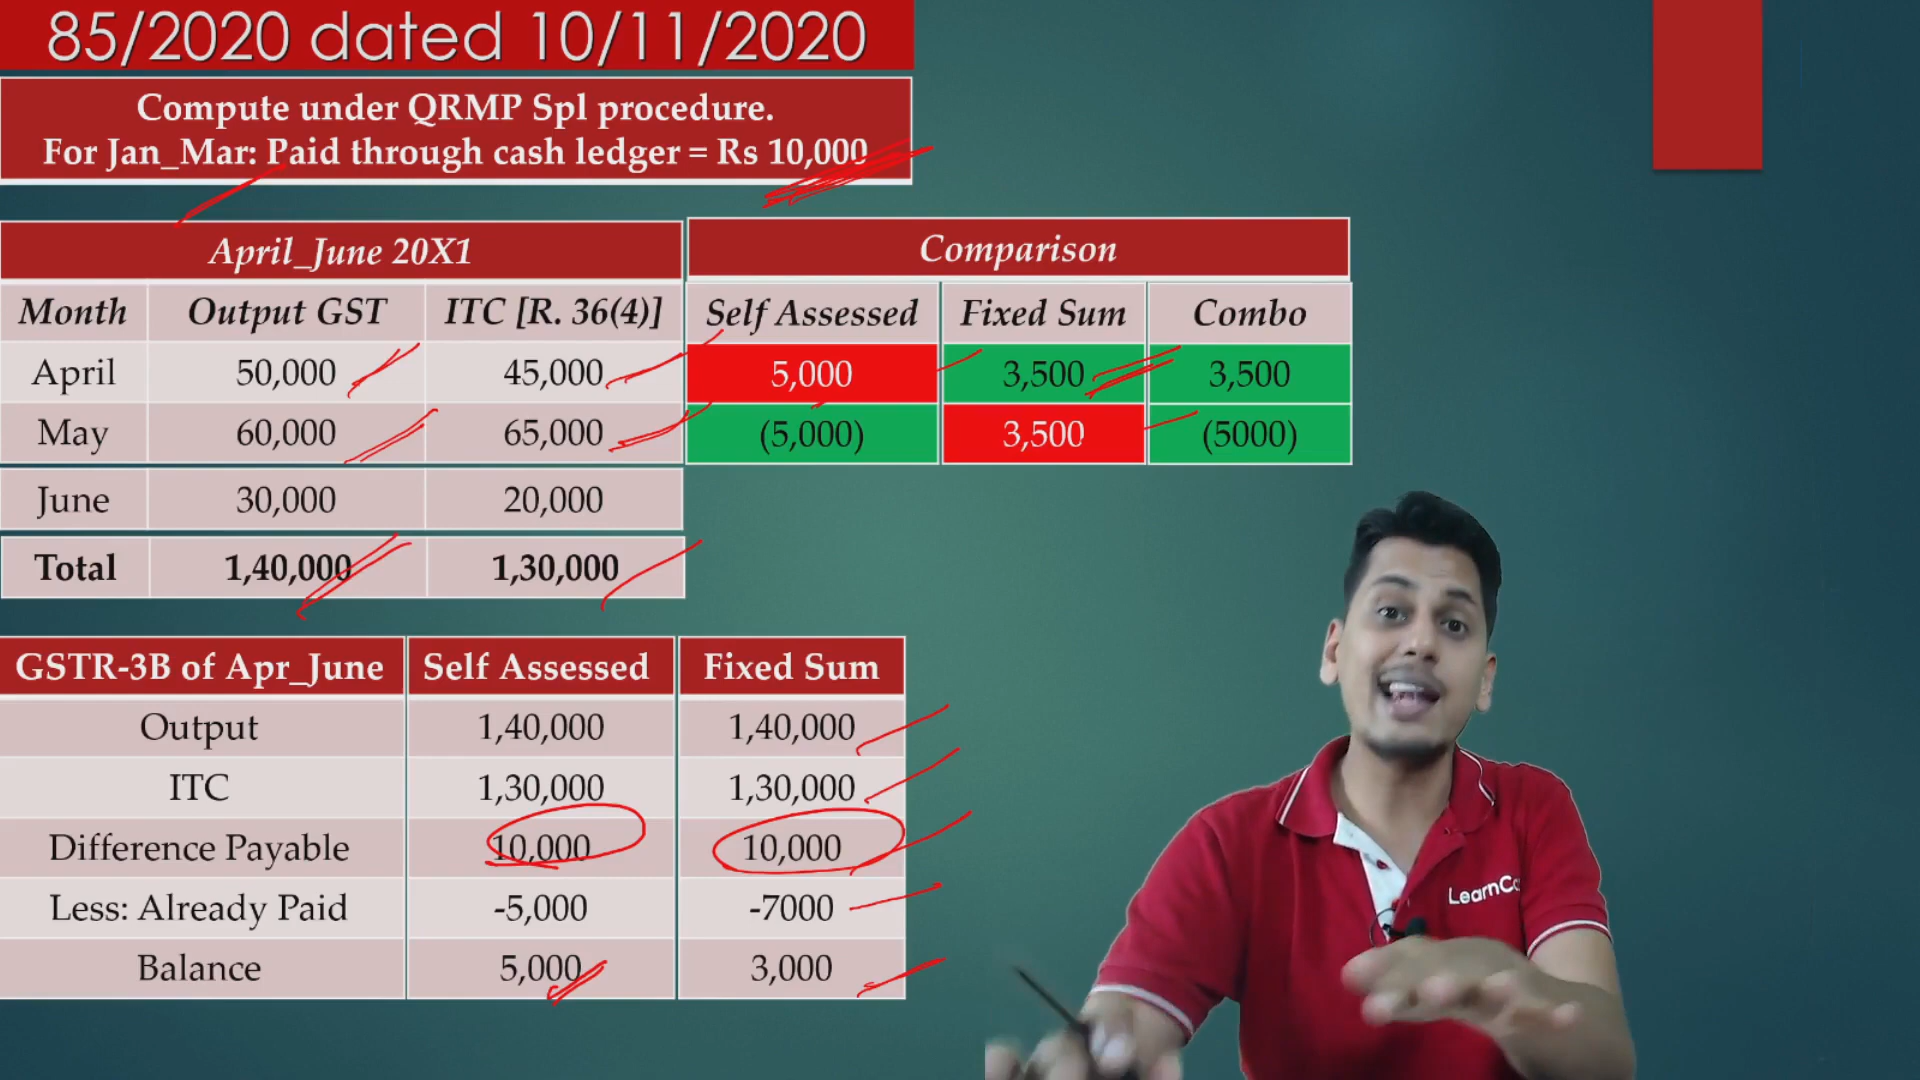 85/2020 dated 10/11/2020
Compute under QRMP Spl procedure.
For Jan_Mar: Paid through cash ledger = Rs 10,000
April_June 20X1
Month Output GST ITC [R. 36(4)]
April 50,000 45,000
May 60,000 65,000
June 30,000 20,000
Total 1,40,000 1,30,000
Comparison
Self Assessed Fixed Sum Combo
5,000 3,500 3,500
(5,000) 3,500 (5000)
GSTR-3B of Apr_June Self Assessed Fixed Sum
Output 1,40,000 1,40,000
ITC 1,30,000 1,30,000
Difference Payable 10,000 10,000
Less: Already Paid -5,000 -7000
Balance 5,000 3,000